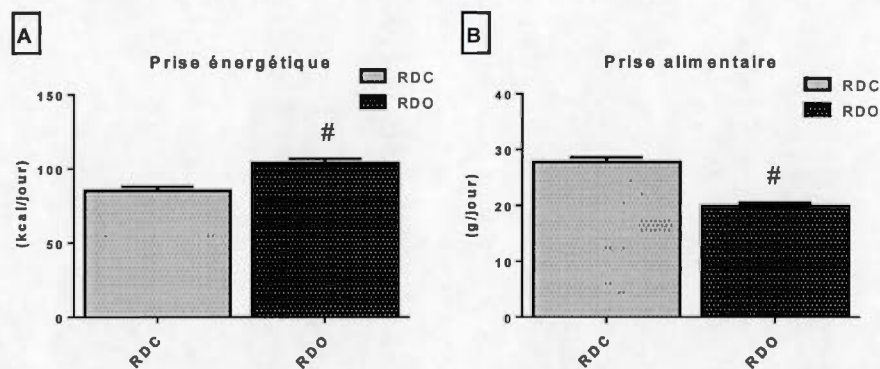 A
Prise énergétique
RDC
RDO
150
100
50
0
(kcal/jour)
#
RDC
RDO
B
Prise alimentaire
RDC
RDO
40
30
20
10
0
(g/jour)
#
RDC
RDO